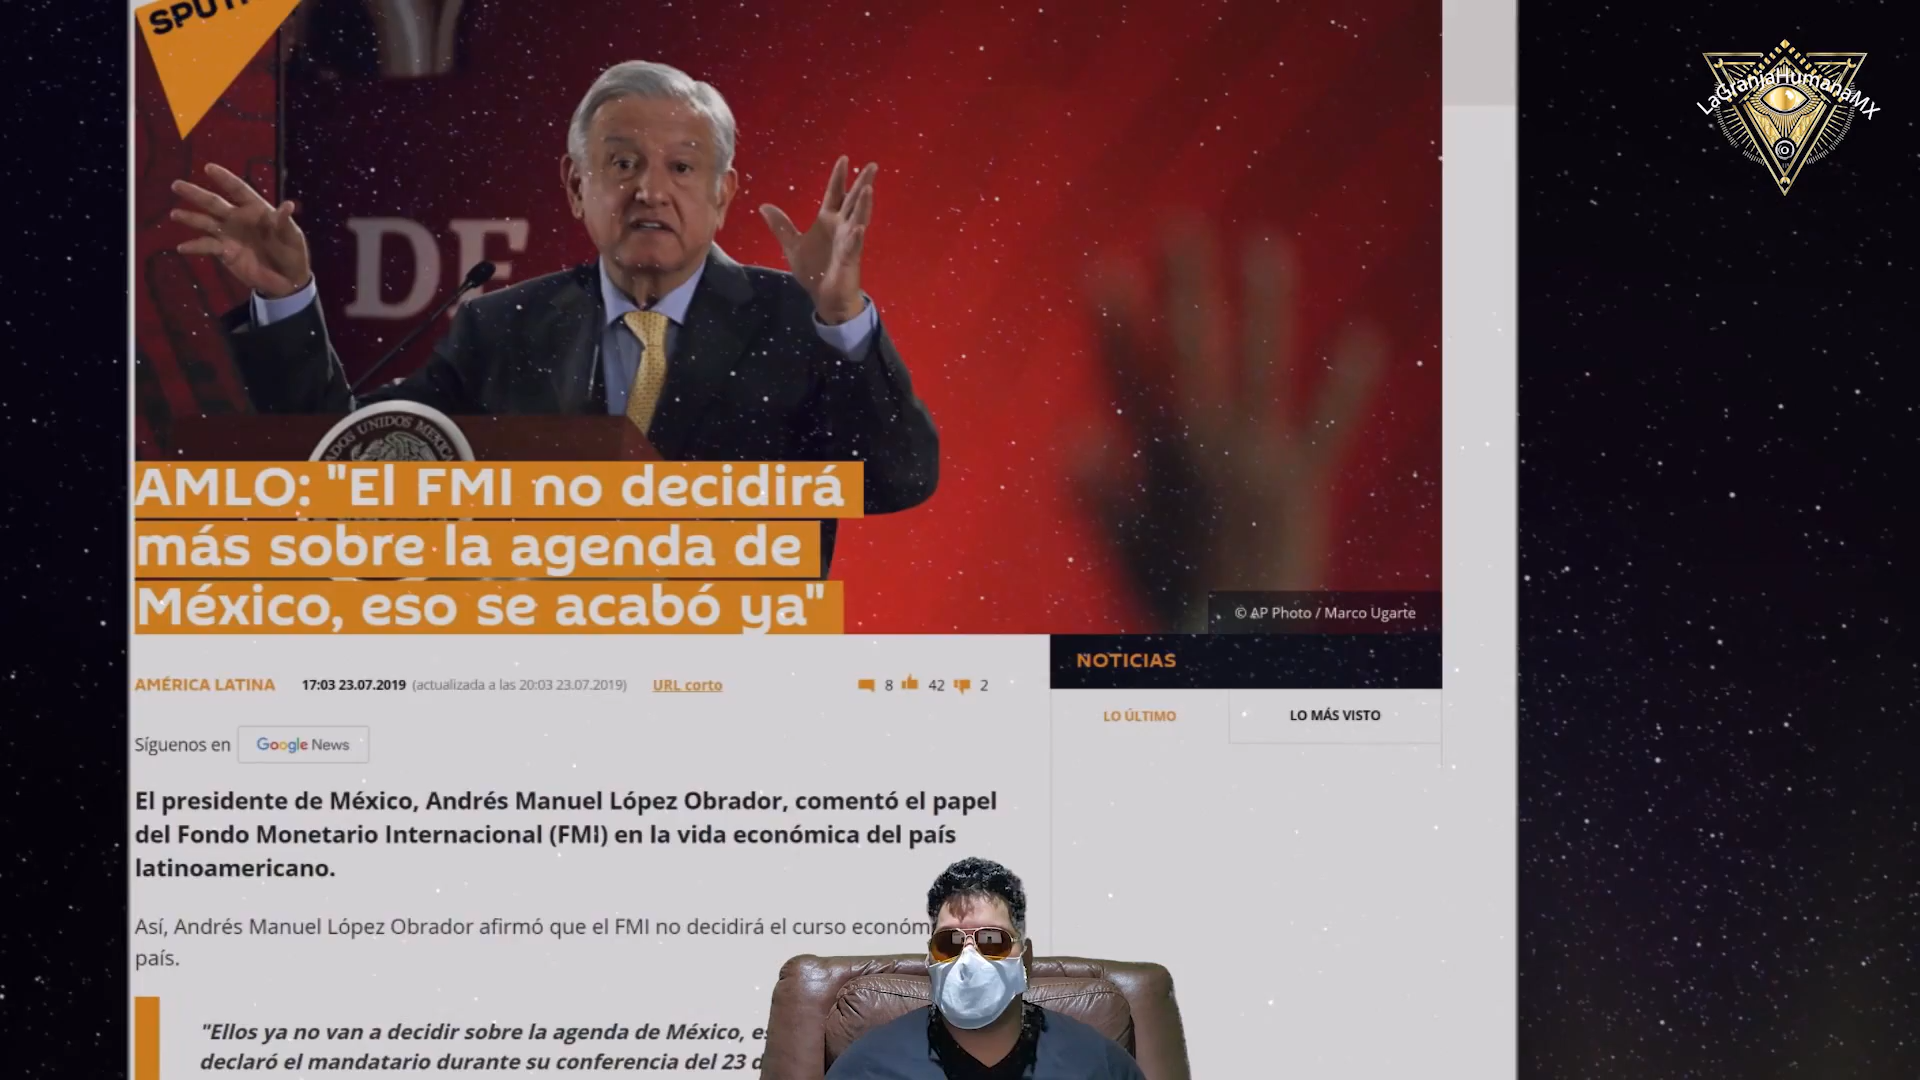 LaGranjaHumanaMX
DE
UNIDOS
AMLO: "El FMI no decidirá
más sobre la agenda de
México, eso se acabó ya"
© AP Photo / Marco Ugarte
AMÉRICA LATINA 17:03 23.07.2019 (actualizada a las 20:03 23.07.2019) URL corto 8 42 2
NOTICIAS
LO ÚLTIMO LO MÁS VISTO
Síguenos en Google News
El presidente de México, Andrés Manuel López Obrador, comentó el papel
del Fondo Monetario Internacional (FMI) en la vida económica del país
latinoamericano.
Así, Andrés Manuel López Obrador afirmó que el FMI no decidirá el curso
país.
"Ellos ya no van a decidir sobre la agenda de México,
declaró el mandatario durante su conferencia del 23